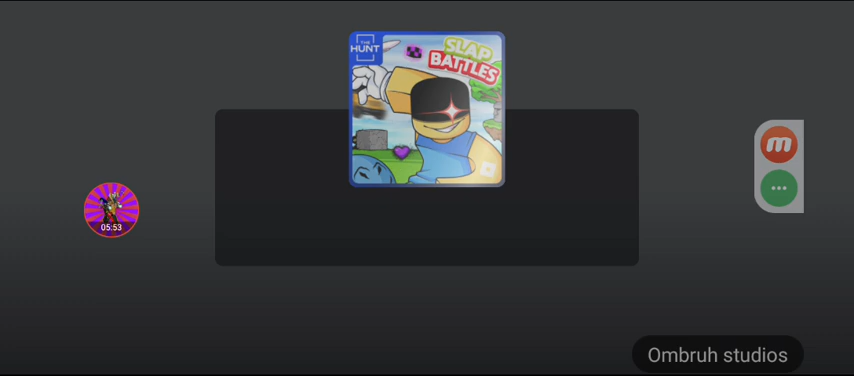 THE
HUNT
SLAP
BATTLES
05:53
m
Ombruh studios